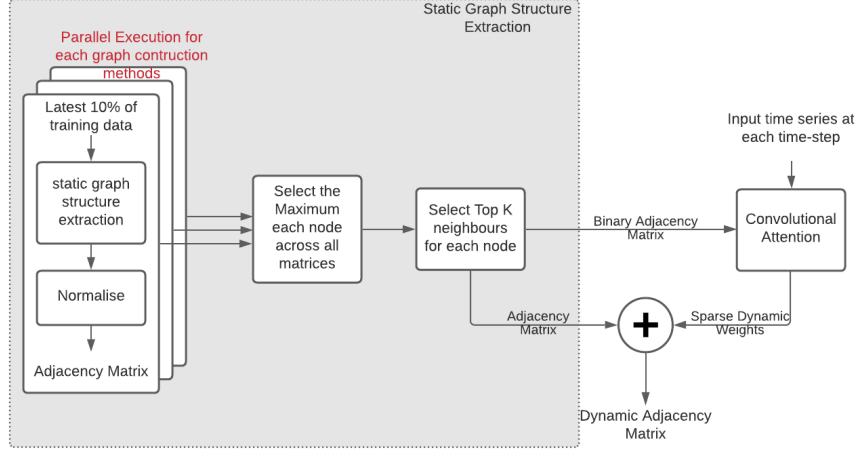 Static Graph Structure
Extraction
Parallel Execution for
each graph contruction
methods
Latest 10% of
training data
static graph
structure
extraction
Normalise
Adjacency Matrix
Select the
Maximum
each node
across all
matrices
Select Top K
neighbours
for each node
Binary Adjacency
Matrix
Input time series at
each time-step
Convolutional
Attention
Adjacency
Matrix
+
Sparse Dynamic
Weights
Dynamic Adjacency
Matrix